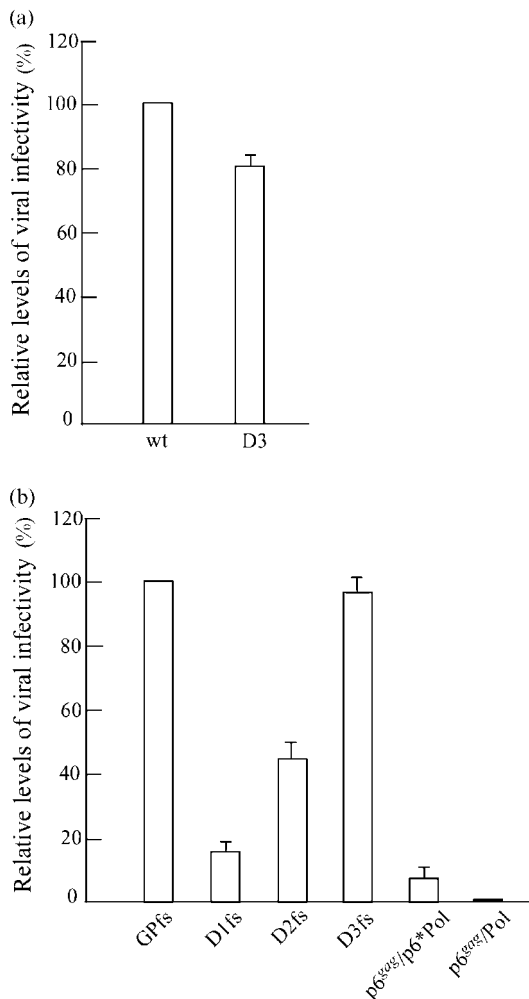 (a)
Relative levels of viral infectivity (%)
120
100
80
60
40
20
0
wt D3
(b)
Relative levels of viral infectivity (%)
120
100
80
60
40
20
0
GPfs D1fs D2fs D3fs p6gag/p6*Pol p6gag/Pol